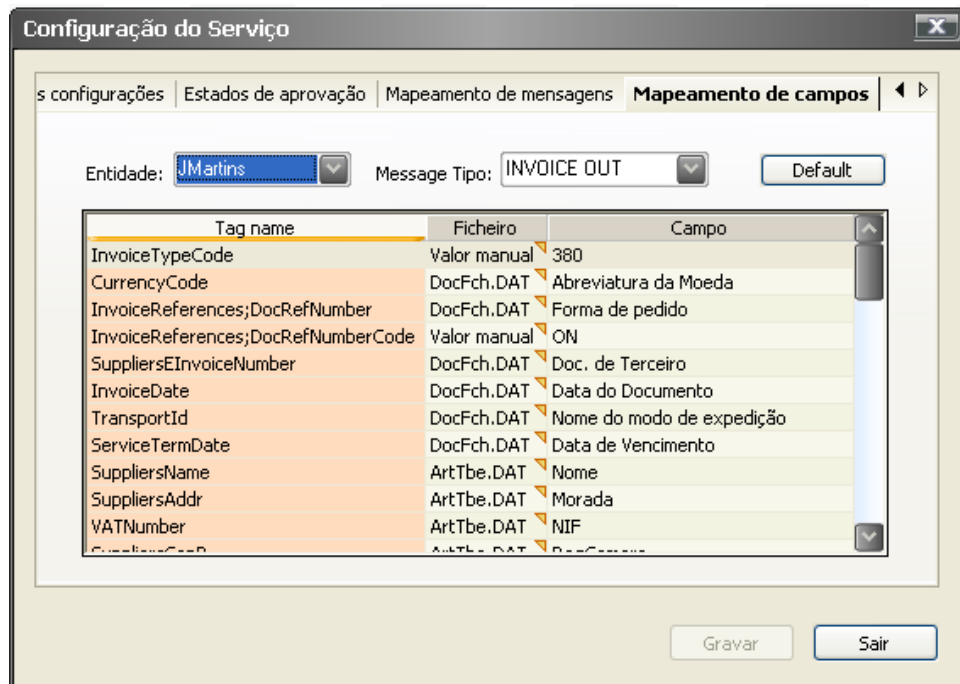 Configuração do Serviço
s configurações Estados de aprovação Mapeamento de mensagens Mapeamento de campos
Entidade: JMartins Message Tipo: INVOICE OUT Default
Tag name Ficheiro Campo
InvoiceTypeCode Valor manual 380
CurrencyCode DocFch.DAT Abreviatura da Moeda
InvoiceReferences;DocRefNumber DocFch.DAT Forma de pedido
InvoiceReferences;DocRefNumberCode Valor manual ON
SuppliersEInvoiceNumber DocFch.DAT Doc. de Terceiro
InvoiceDate DocFch.DAT Data do Documento
TransportId DocFch.DAT Nome do modo de expedição
ServiceTermDate DocFch.DAT Data de Vencimento
SuppliersName ArtTbe.DAT Nome
SuppliersAddr ArtTbe.DAT Morada
VATNumber ArtTbe.DAT NIF
Gravar Sair